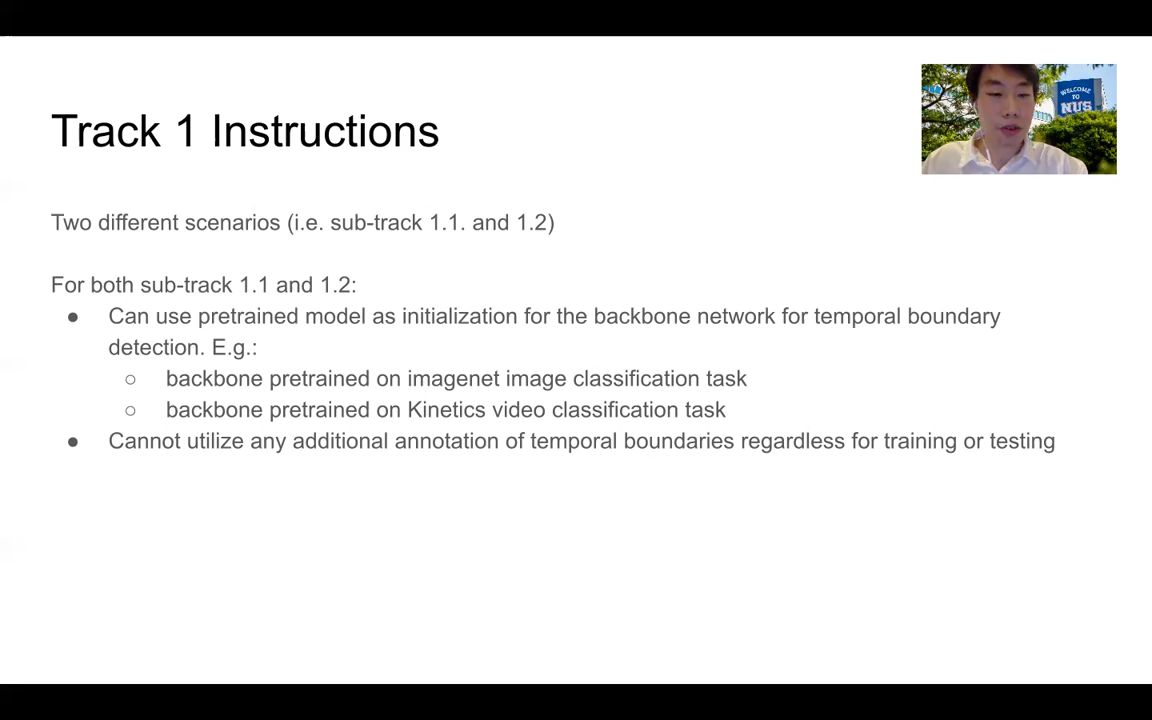 WELCOME
TO
NUS
Track 1 Instructions
Two different scenarios (i.e. sub-track 1.1. and 1.2)
For both sub-track 1.1 and 1.2:
● Can use pretrained model as initialization for the backbone network for temporal boundary
detection. E.g.:
○ backbone pretrained on imagenet image classification task
○ backbone pretrained on Kinetics video classification task
● Cannot utilize any additional annotation of temporal boundaries regardless for training or testing